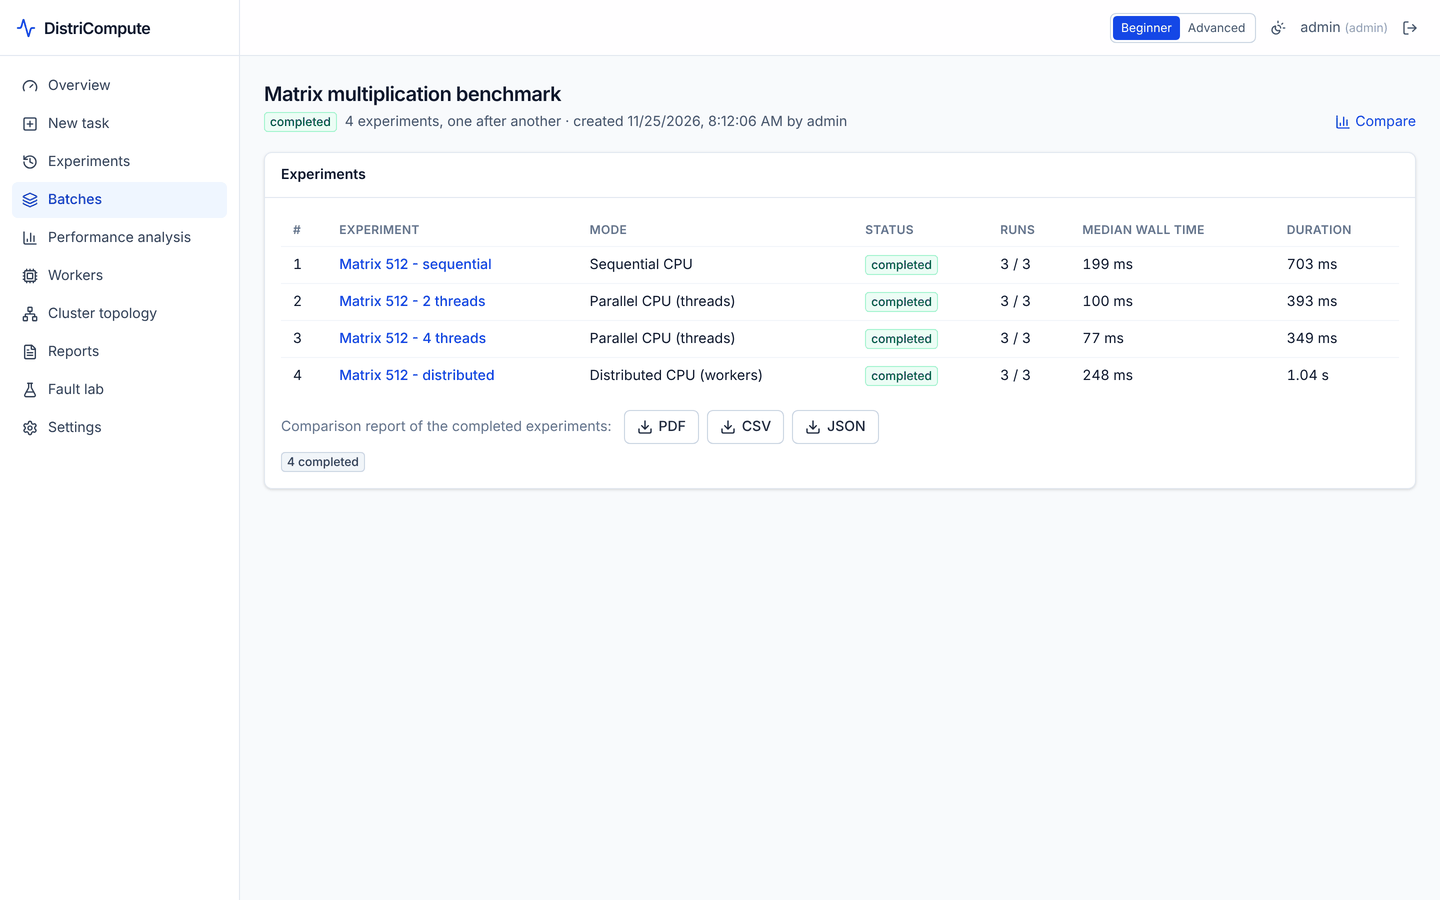 DistriCompute
Beginner Advanced admin (admin)
Overview
New task
Experiments
Batches
Performance analysis
Workers
Cluster topology
Reports
Fault lab
Settings
Matrix multiplication benchmark
completed 4 experiments, one after another · created 11/25/2026, 8:12:06 AM by admin Compare
Experiments
# EXPERIMENT MODE STATUS RUNS MEDIAN WALL TIME DURATION
1 Matrix 512 - sequential Sequential CPU completed 3 / 3 199 ms 703 ms
2 Matrix 512 - 2 threads Parallel CPU (threads) completed 3 / 3 100 ms 393 ms
3 Matrix 512 - 4 threads Parallel CPU (threads) completed 3 / 3 77 ms 349 ms
4 Matrix 512 - distributed Distributed CPU (workers) completed 3 / 3 248 ms 1.04 s
Comparison report of the completed experiments: PDF CSV JSON
4 completed